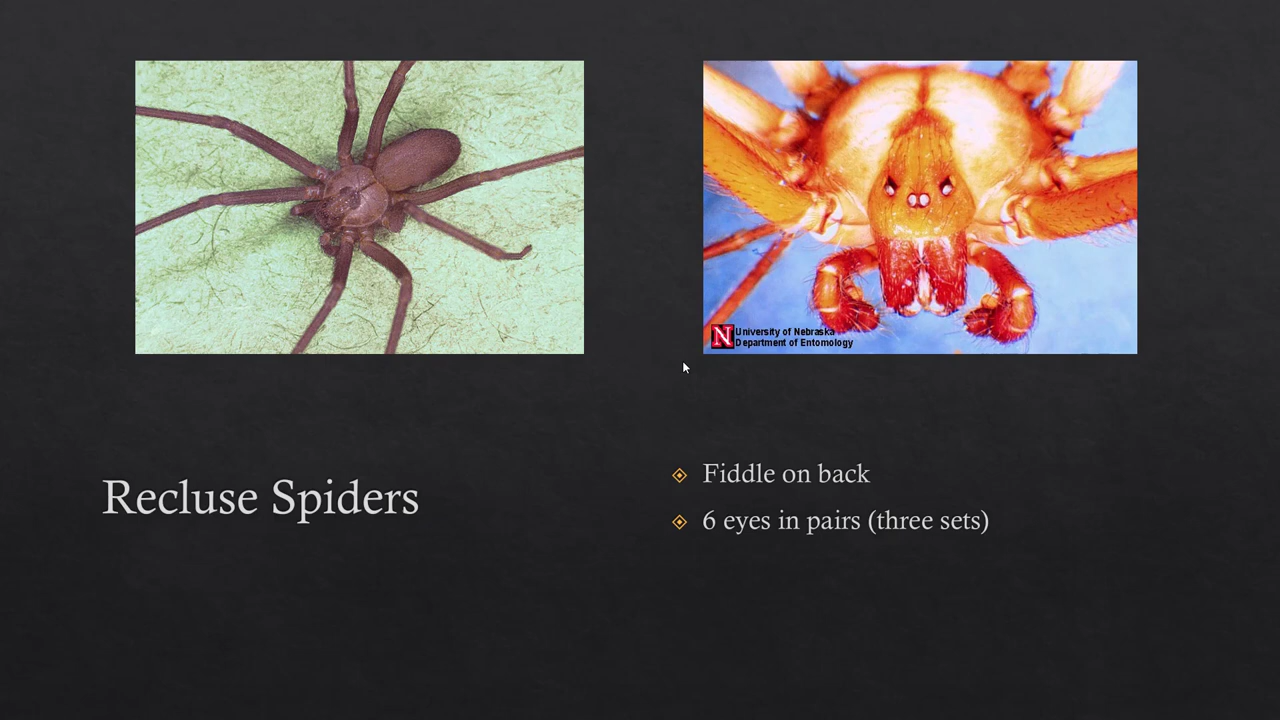 N University of Nebraska
Department of Entomology
Recluse Spiders
Fiddle on back
6 eyes in pairs (three sets)